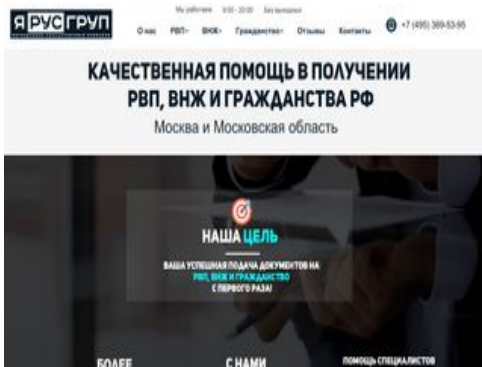 Мы работаем 9:00 - 20:00 Без выходных
Я РУС ГРУП
О нас РВП ВНЖ Гражданство Отзывы Контакты
+7 (495) 369-53-95
КАЧЕСТВЕННАЯ ПОМОЩЬ В ПОЛУЧЕНИИ
РВП, ВНЖ И ГРАЖДАНСТВА РФ
Москва и Московская область
НАША ЦЕЛЬ
ВАША УСПЕШНАЯ ПОДАЧА ДОКУМЕНТОВ НА
РВП, ВНЖ И ГРАЖДАНСТВО
С ПЕРВОГО РАЗА!
БОЛЕЕ С НАМИ ПОМОЩЬ СПЕЦИАЛИСТОВ